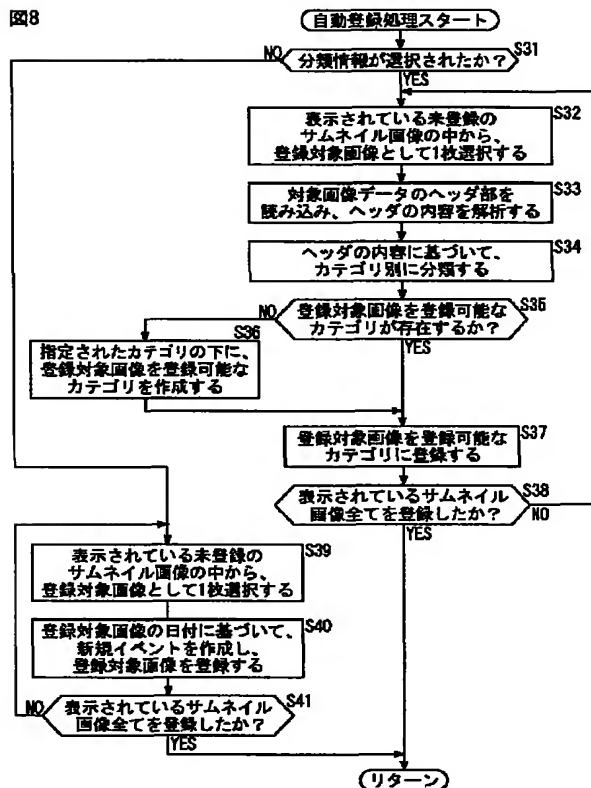 図8
自動登録処理スタート
S31
分類情報が選択されたか?
NO
YES
S32
表示されている未登録の
サムネイル画像の中から、
登録対象画像として1枚選択する
S33
対象画像データのヘッダ部を
読み込み、ヘッダの内容を解析する
S34
ヘッダの内容に基づいて、
カテゴリ別に分類する
S35
登録対象画像を登録可能な
カテゴリが存在するか?
NO
YES
S36
指定されたカテゴリの下に、
登録対象画像を登録可能な
カテゴリを作成する
S37
登録対象画像を登録可能な
カテゴリに登録する
S38
表示されているサムネイル
画像全てを登録したか?
NO
YES
S39
表示されている未登録の
サムネイル画像の中から、
登録対象画像として1枚選択する
S40
登録対象画像の日付に基づいて、
新規イベントを作成し、
登録対象画像を登録する
S41
表示されているサムネイル
画像全てを登録したか?
NO
YES
リターン